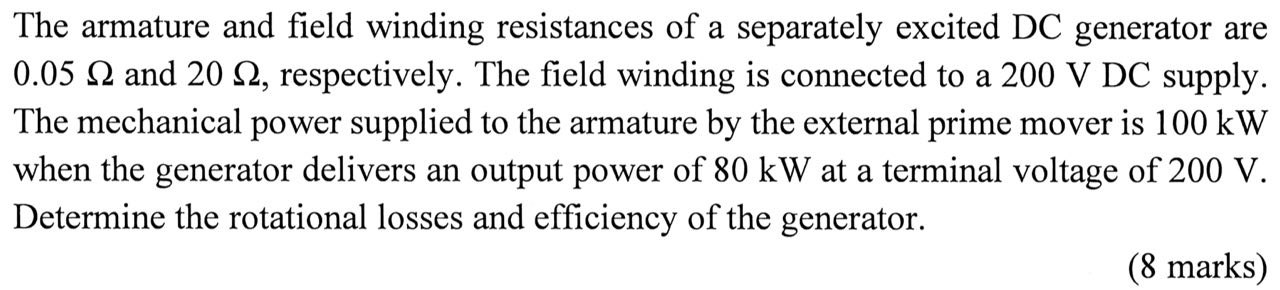 The armature and field winding resistances of a separately excited DC generator are
0.05 Ω and 20 Ω, respectively. The field winding is connected to a 200 V DC supply.
The mechanical power supplied to the armature by the external prime mover is 100 kW
when the generator delivers an output power of 80 kW at a terminal voltage of 200 V.
Determine the rotational losses and efficiency of the generator.
(8 marks)